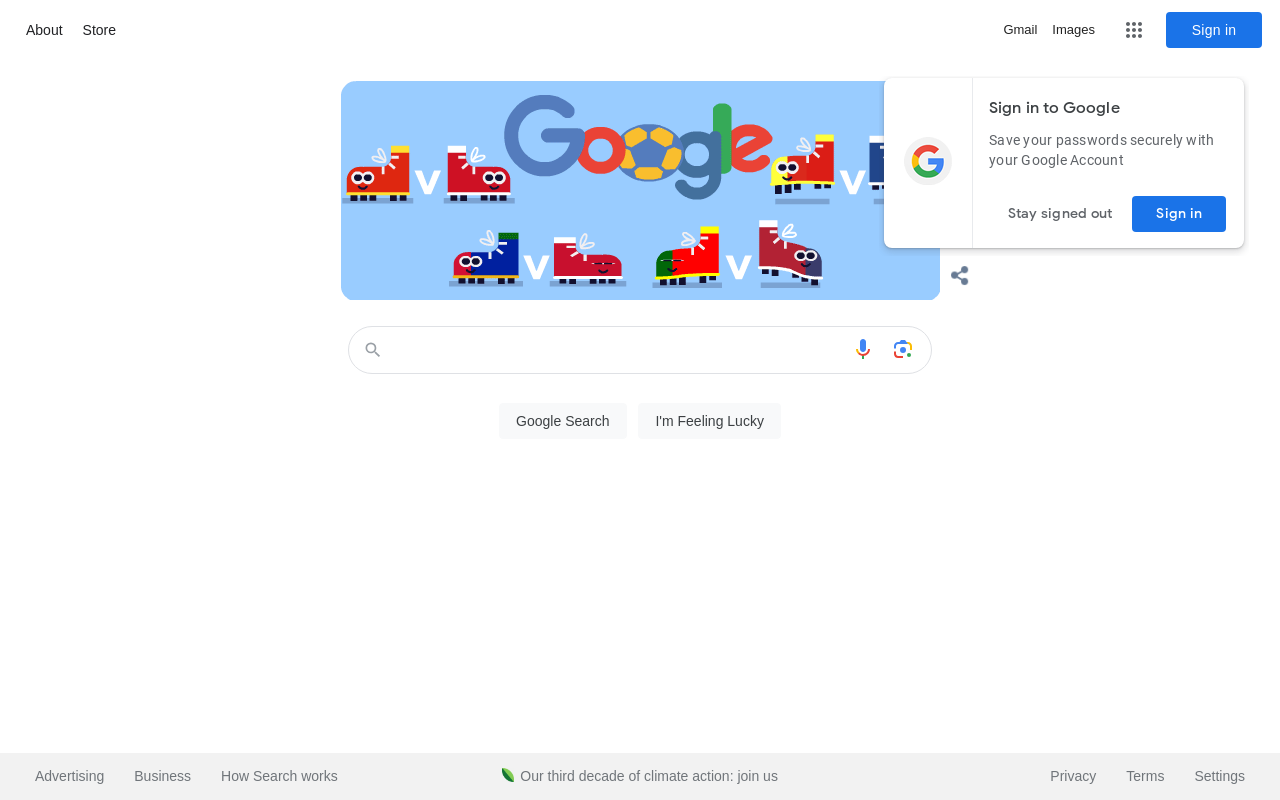 About Store
Gmail Images Sign in
Google
v v
v v
Sign in to Google
Save your passwords securely with
your Google Account
Stay signed out Sign in
Google Search I'm Feeling Lucky
Advertising Business How Search works Our third decade of climate action: join us Privacy Terms Settings